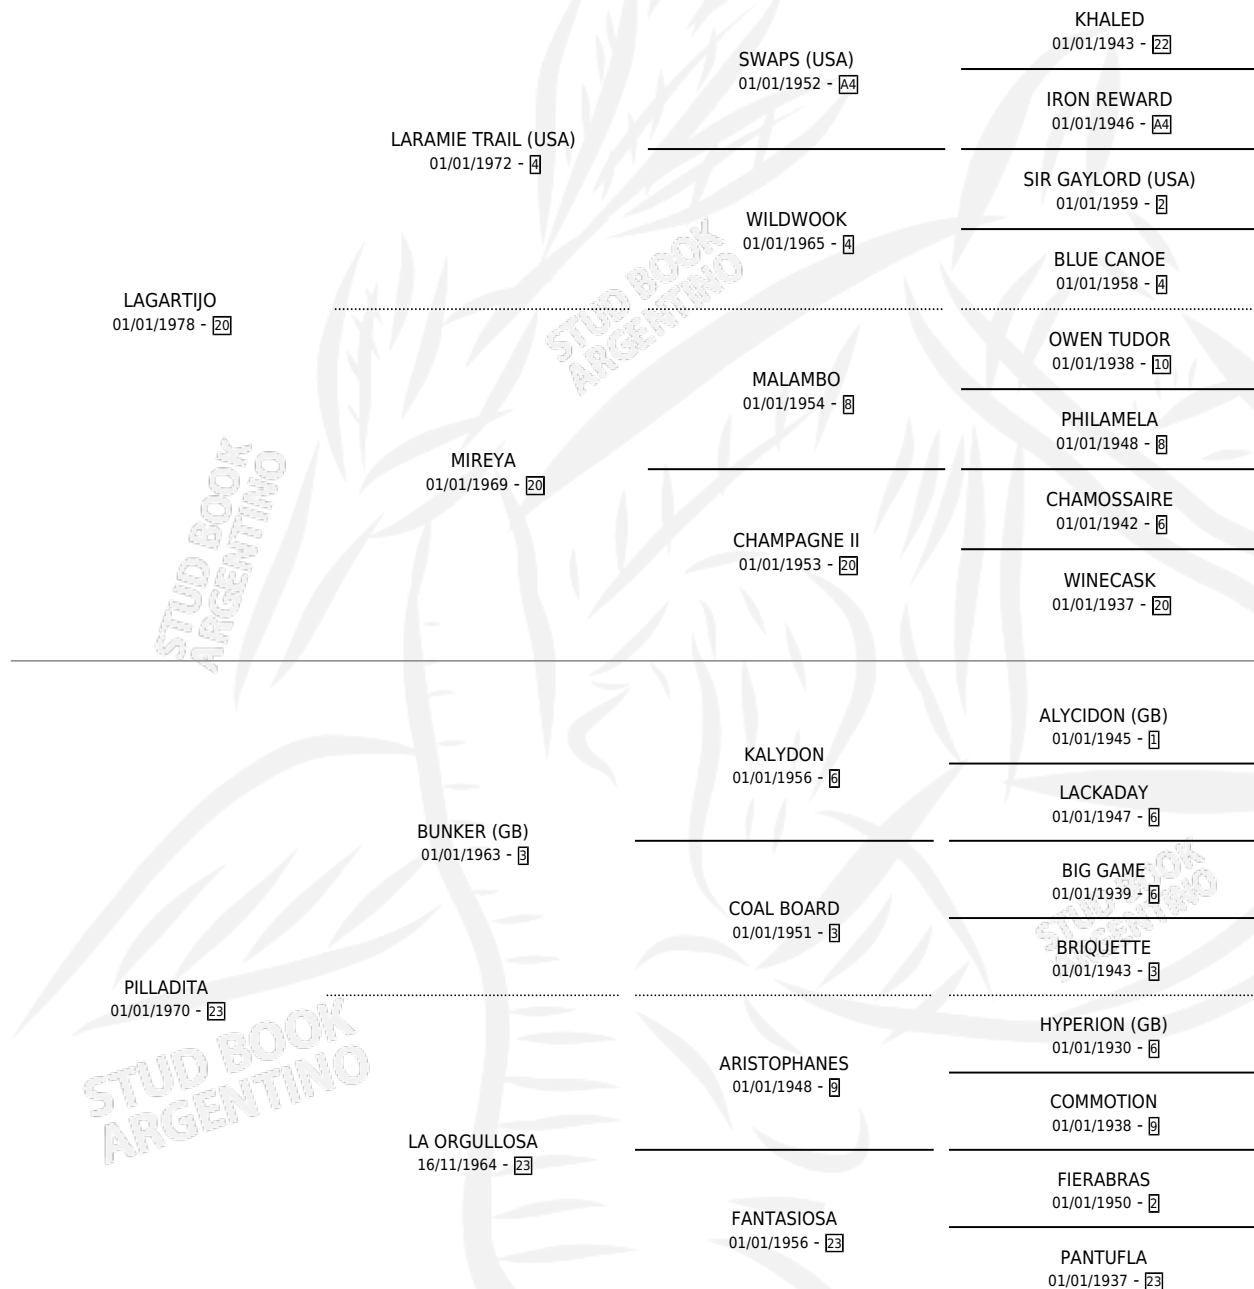 KHALED
01/01/1943 - 22
SWAPS (USA)
01/01/1952 - A4
IRON REWARD
01/01/1946 - A4
LARAMIE TRAIL (USA)
01/01/1972 - 4
SIR GAYLORD (USA)
01/01/1959 - 2
WILDWOOK
01/01/1965 - 4
BLUE CANOE
01/01/1958 - 4
LAGARTIJO
01/01/1978 - 20
STUD BOOK
ARGENTINO
OWEN TUDOR
01/01/1938 - 10
MALAMBO
01/01/1954 - 8
PHILAMELA
01/01/1948 - 8
MIREYA
01/01/1969 - 20
CHAMOSSAIRE
01/01/1942 - 6
CHAMPAGNE II
01/01/1953 - 20
WINECASK
01/01/1937 - 20
STUD BOOK
ARGENTINO
ALYCIDON (GB)
01/01/1945 - 1
KALYDON
01/01/1956 - 6
LACKADAY
01/01/1947 - 6
BUNKER (GB)
01/01/1963 - 3
BIG GAME
01/01/1939 - 6
COAL BOARD
01/01/1951 - 3
STUD BOOK
ARGENTINO
BRIQUETTE
01/01/1943 - 3
PILLADITA
01/01/1970 - 23
HYPERION (GB)
01/01/1930 - 6
ARISTOPHANES
01/01/1948 - 9
STUD BOOK
ARGENTINO
COMMOTION
01/01/1938 - 9
LA ORGULLOSA
16/11/1964 - 23
FIERABRAS
01/01/1950 - 2
FANTASIOSA
01/01/1956 - 23
PANTUFLA
01/01/1937 - 23